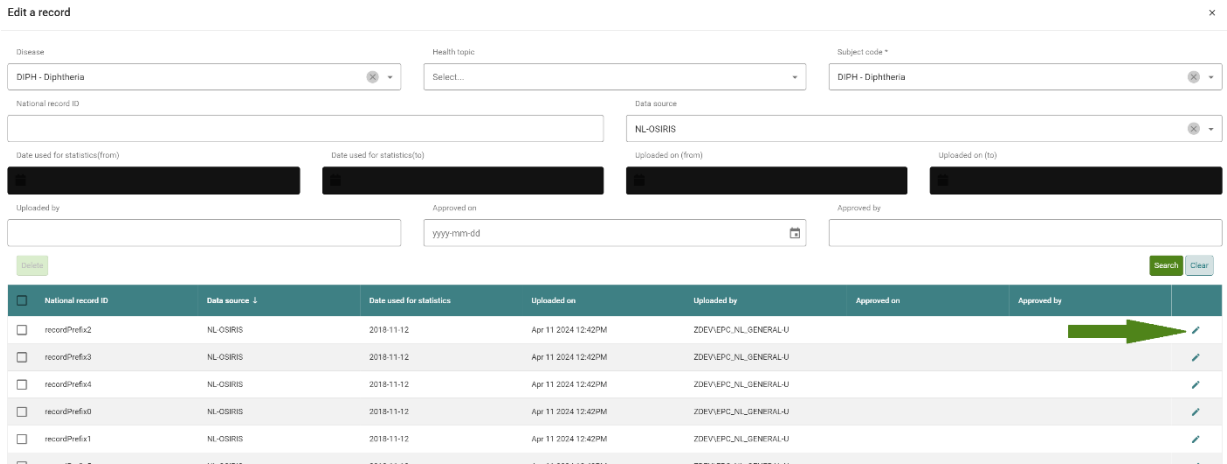 Edit a record ×
Disease Health topic Subject code *
DIPH - Diphtheria Select... DIPH - Diphtheria
National record ID Data source
NL-OSIRIS
Date used for statistics(from) Date used for statistics(to) Uploaded on (from) Uploaded on (to)
Uploaded by Approved on Approved by
yyyy-mm-dd
Delete Search Clear
National record ID Data source ↓ Date used for statistics Uploaded on Uploaded by Approved on Approved by
recordPrefix2 NL-OSIRIS 2018-11-12 Apr 11 2024 12:42PM ZDEV\EPC_NL_GENERAL-U
recordPrefix3 NL-OSIRIS 2018-11-12 Apr 11 2024 12:42PM ZDEV\EPC_NL_GENERAL-U
recordPrefix4 NL-OSIRIS 2018-11-12 Apr 11 2024 12:42PM ZDEV\EPC_NL_GENERAL-U
recordPrefix0 NL-OSIRIS 2018-11-12 Apr 11 2024 12:42PM ZDEV\EPC_NL_GENERAL-U
recordPrefix1 NL-OSIRIS 2018-11-12 Apr 11 2024 12:42PM ZDEV\EPC_NL_GENERAL-U